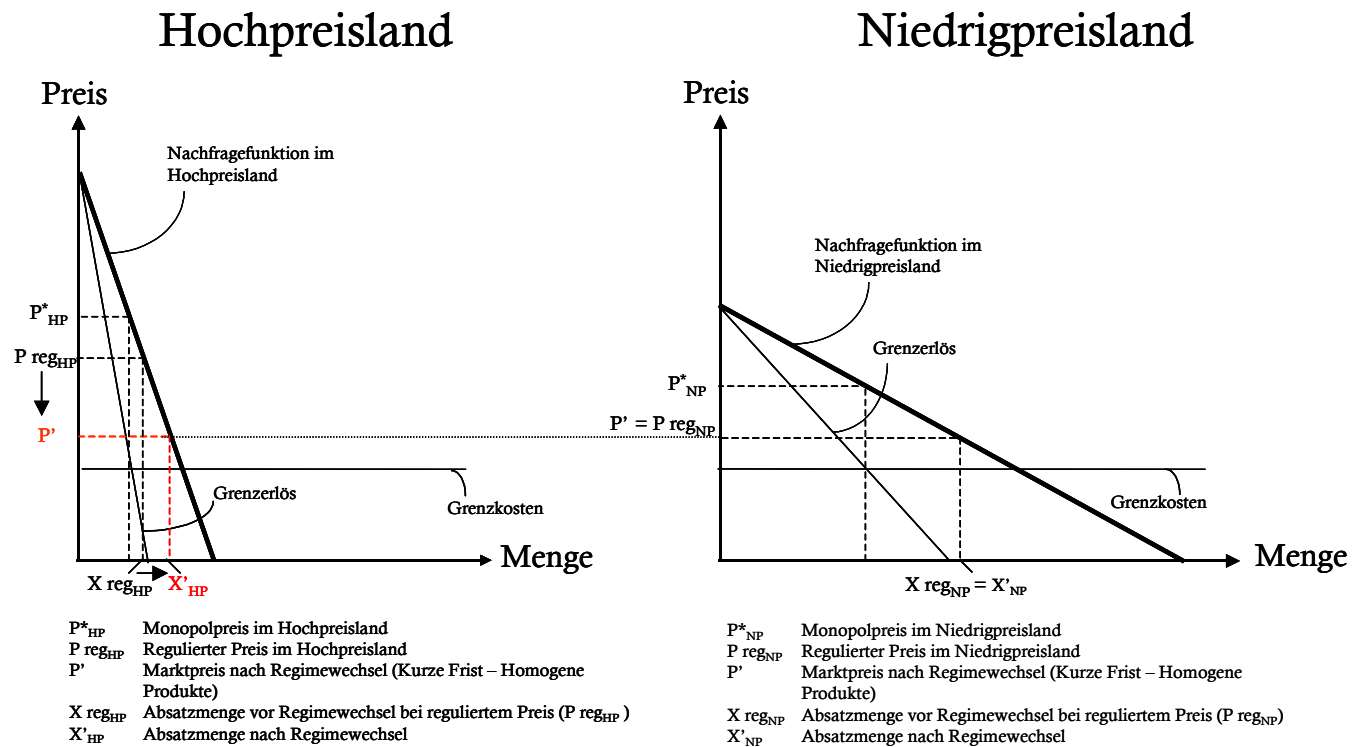 Hochpreisland
Preis
Nachfragefunktion im
Hochpreisland
P*HP
P regHP
P'
Grenzerlös
Grenzkosten
Menge
X regHP
X'HP
P*HP Monopolpreis im Hochpreisland
P regHP Regulierter Preis im Hochpreisland
P' Marktpreis nach Regimewechsel (Kurze Frist – Homogene
Produkte)
X regHP Absatzmenge vor Regimewechsel bei reguliertem Preis (P regHP )
X'HP Absatzmenge nach Regimewechsel
Niedrigpreisland
Preis
Nachfragefunktion im
Niedrigpreisland
Grenzerlös
P*NP
P' = P regNP
Grenzkosten
Menge
X regNP = X'NP
P*NP Monopolpreis im Niedrigpreisland
P regNP Regulierter Preis im Niedrigpreisland
P' Marktpreis nach Regimewechsel (Kurze Frist – Homogene
Produkte)
X regNP Absatzmenge vor Regimewechsel bei reguliertem Preis (P regNP)
X'NP Absatzmenge nach Regimewechsel